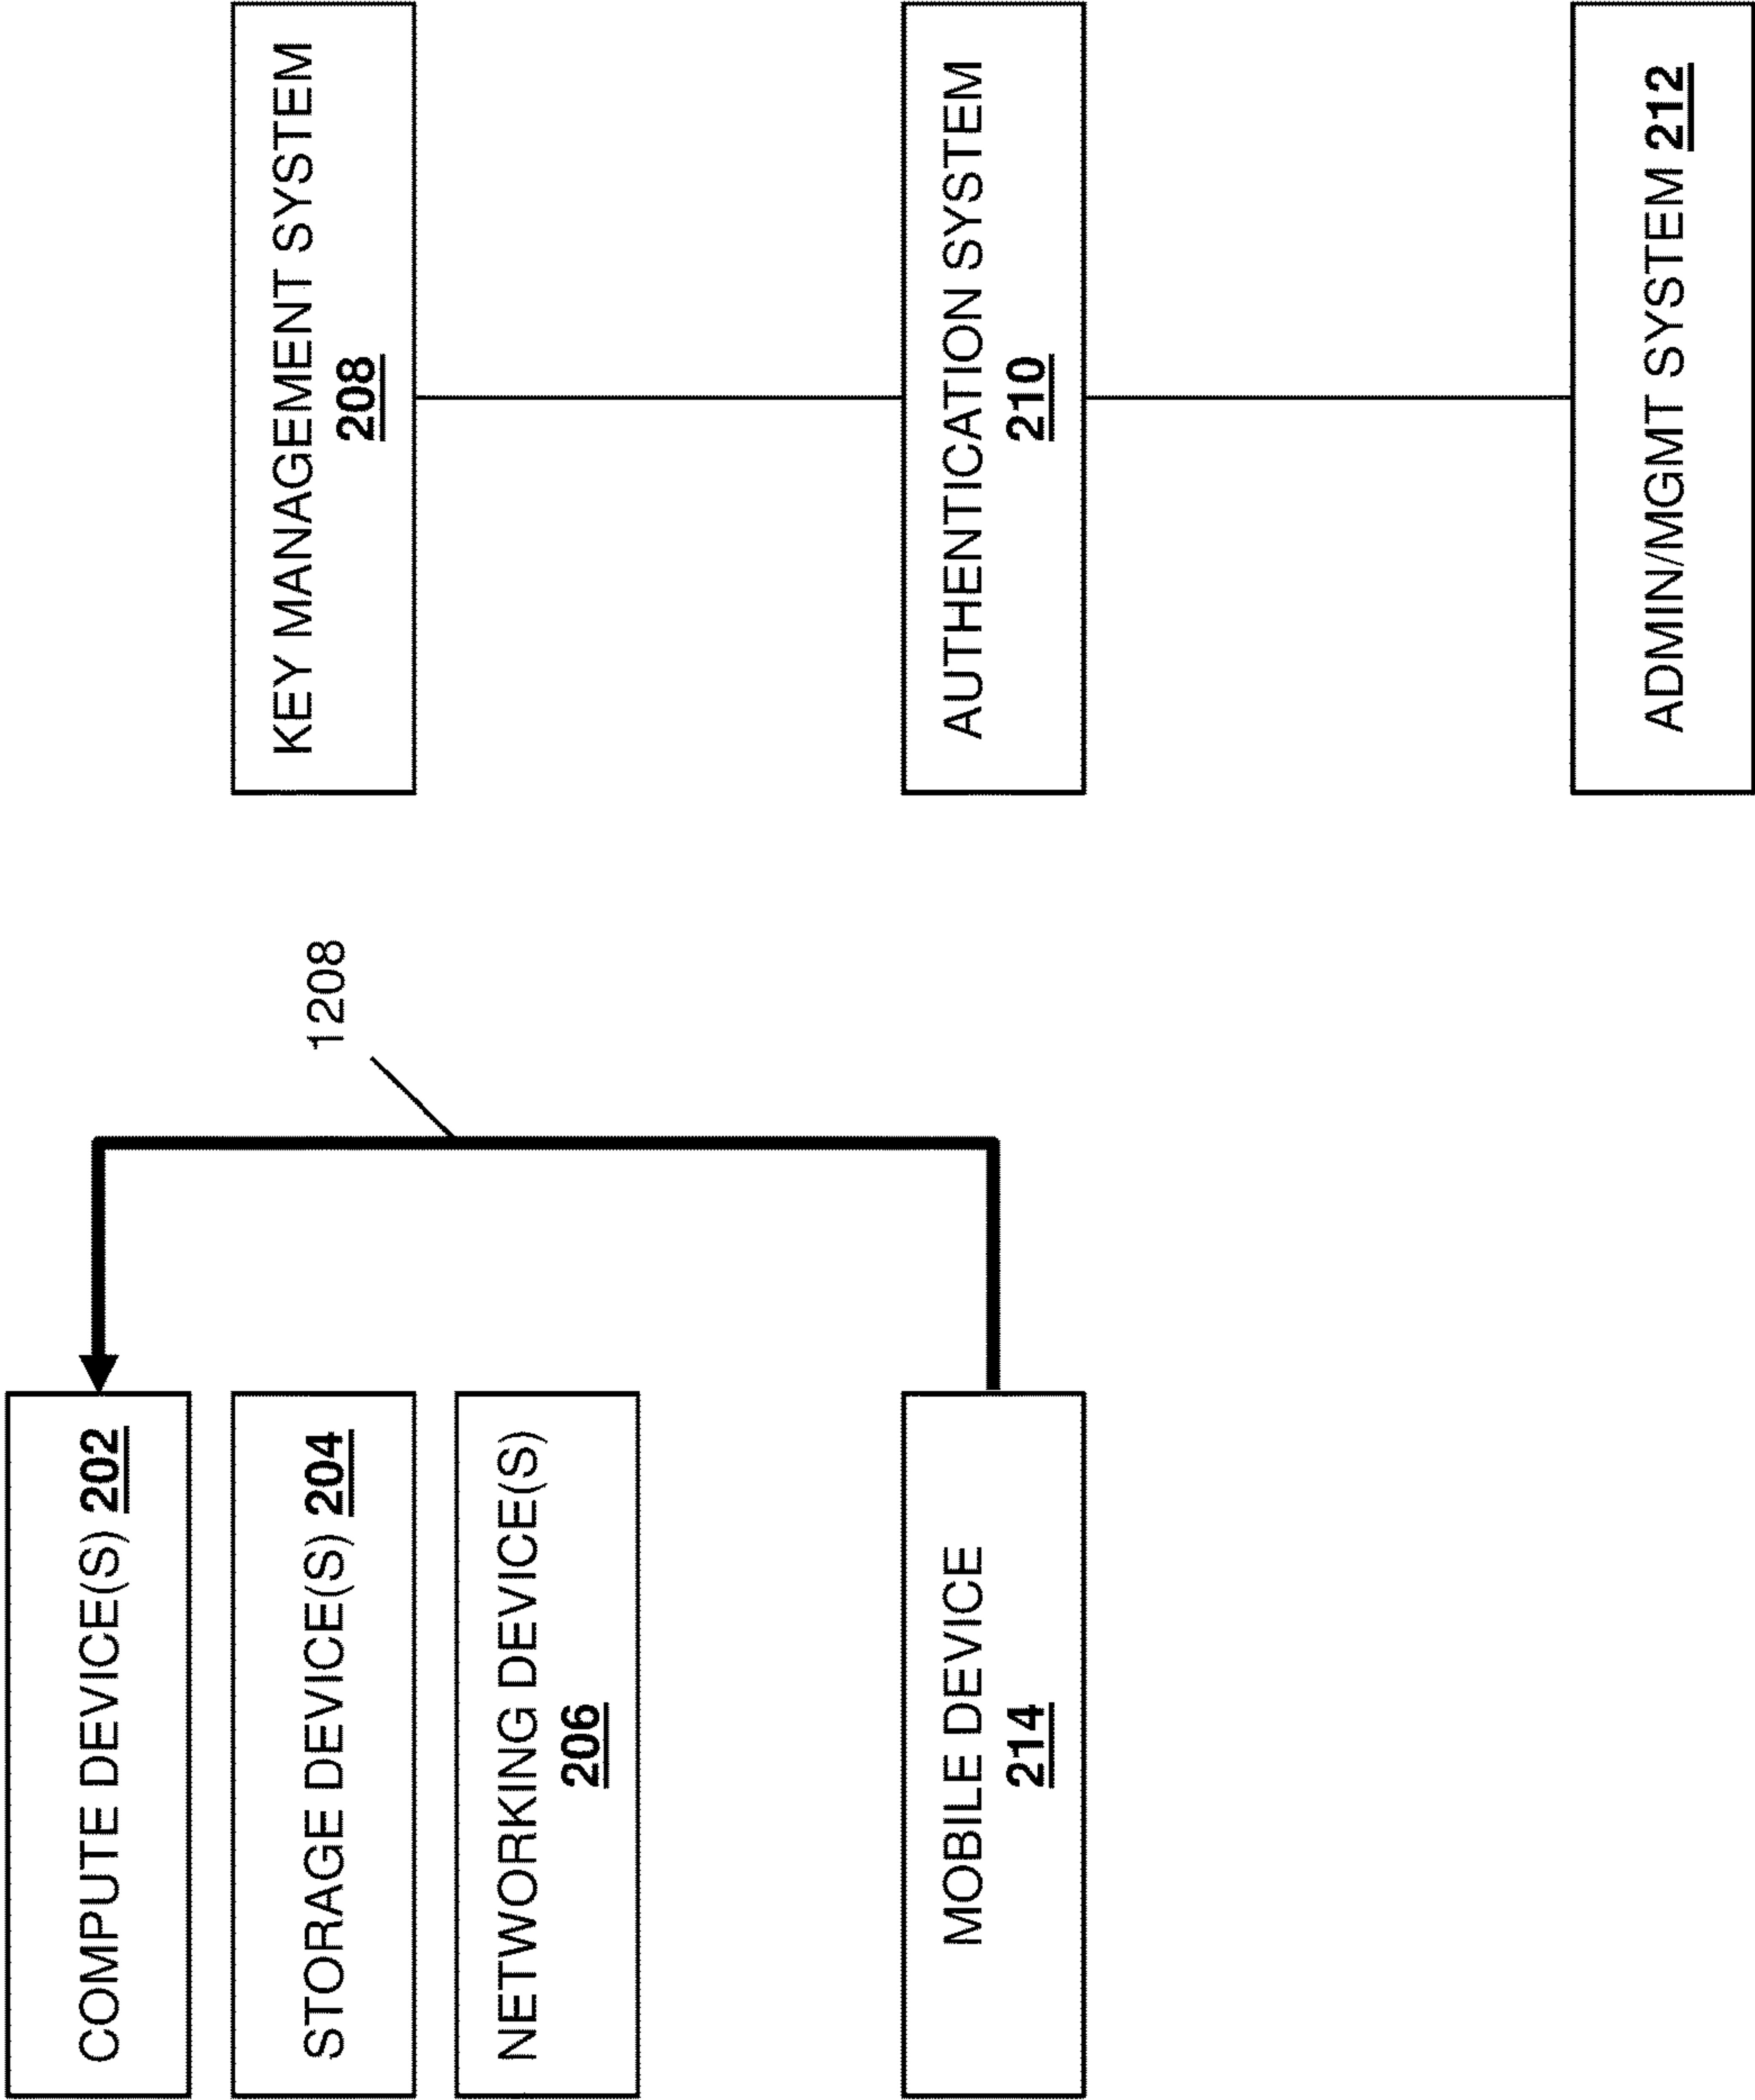 COMPUTE DEVICE(S) 202
STORAGE DEVICE(S) 204
NETWORKING DEVICE(S)
206
MOBILE DEVICE
214
1208
KEY MANAGEMENT SYSTEM
208
AUTHENTICATION SYSTEM
210
ADMIN/MGMT SYSTEM 212